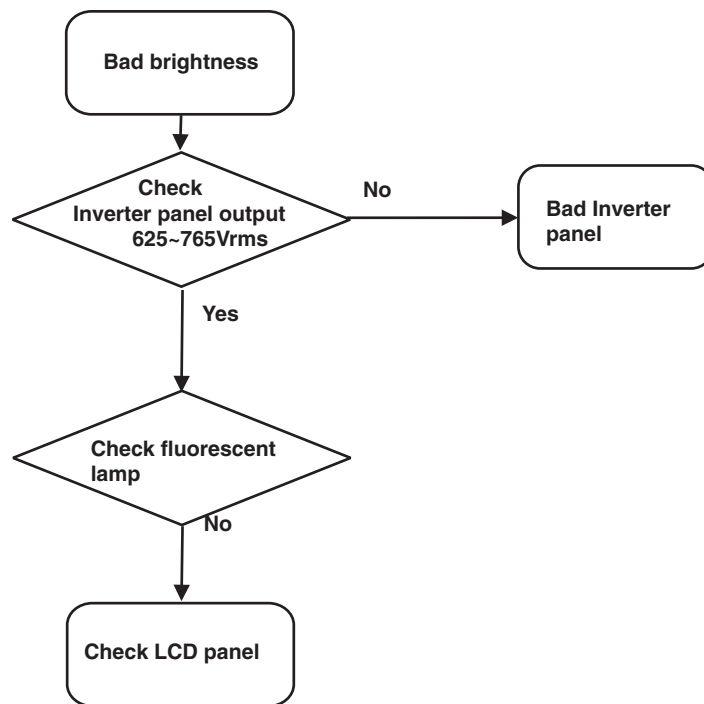 Bad brightness
Check
Inverter panel output
625~765Vrms
No
Bad Inverter
panel
Yes
Check fluorescent
lamp
No
Check LCD panel